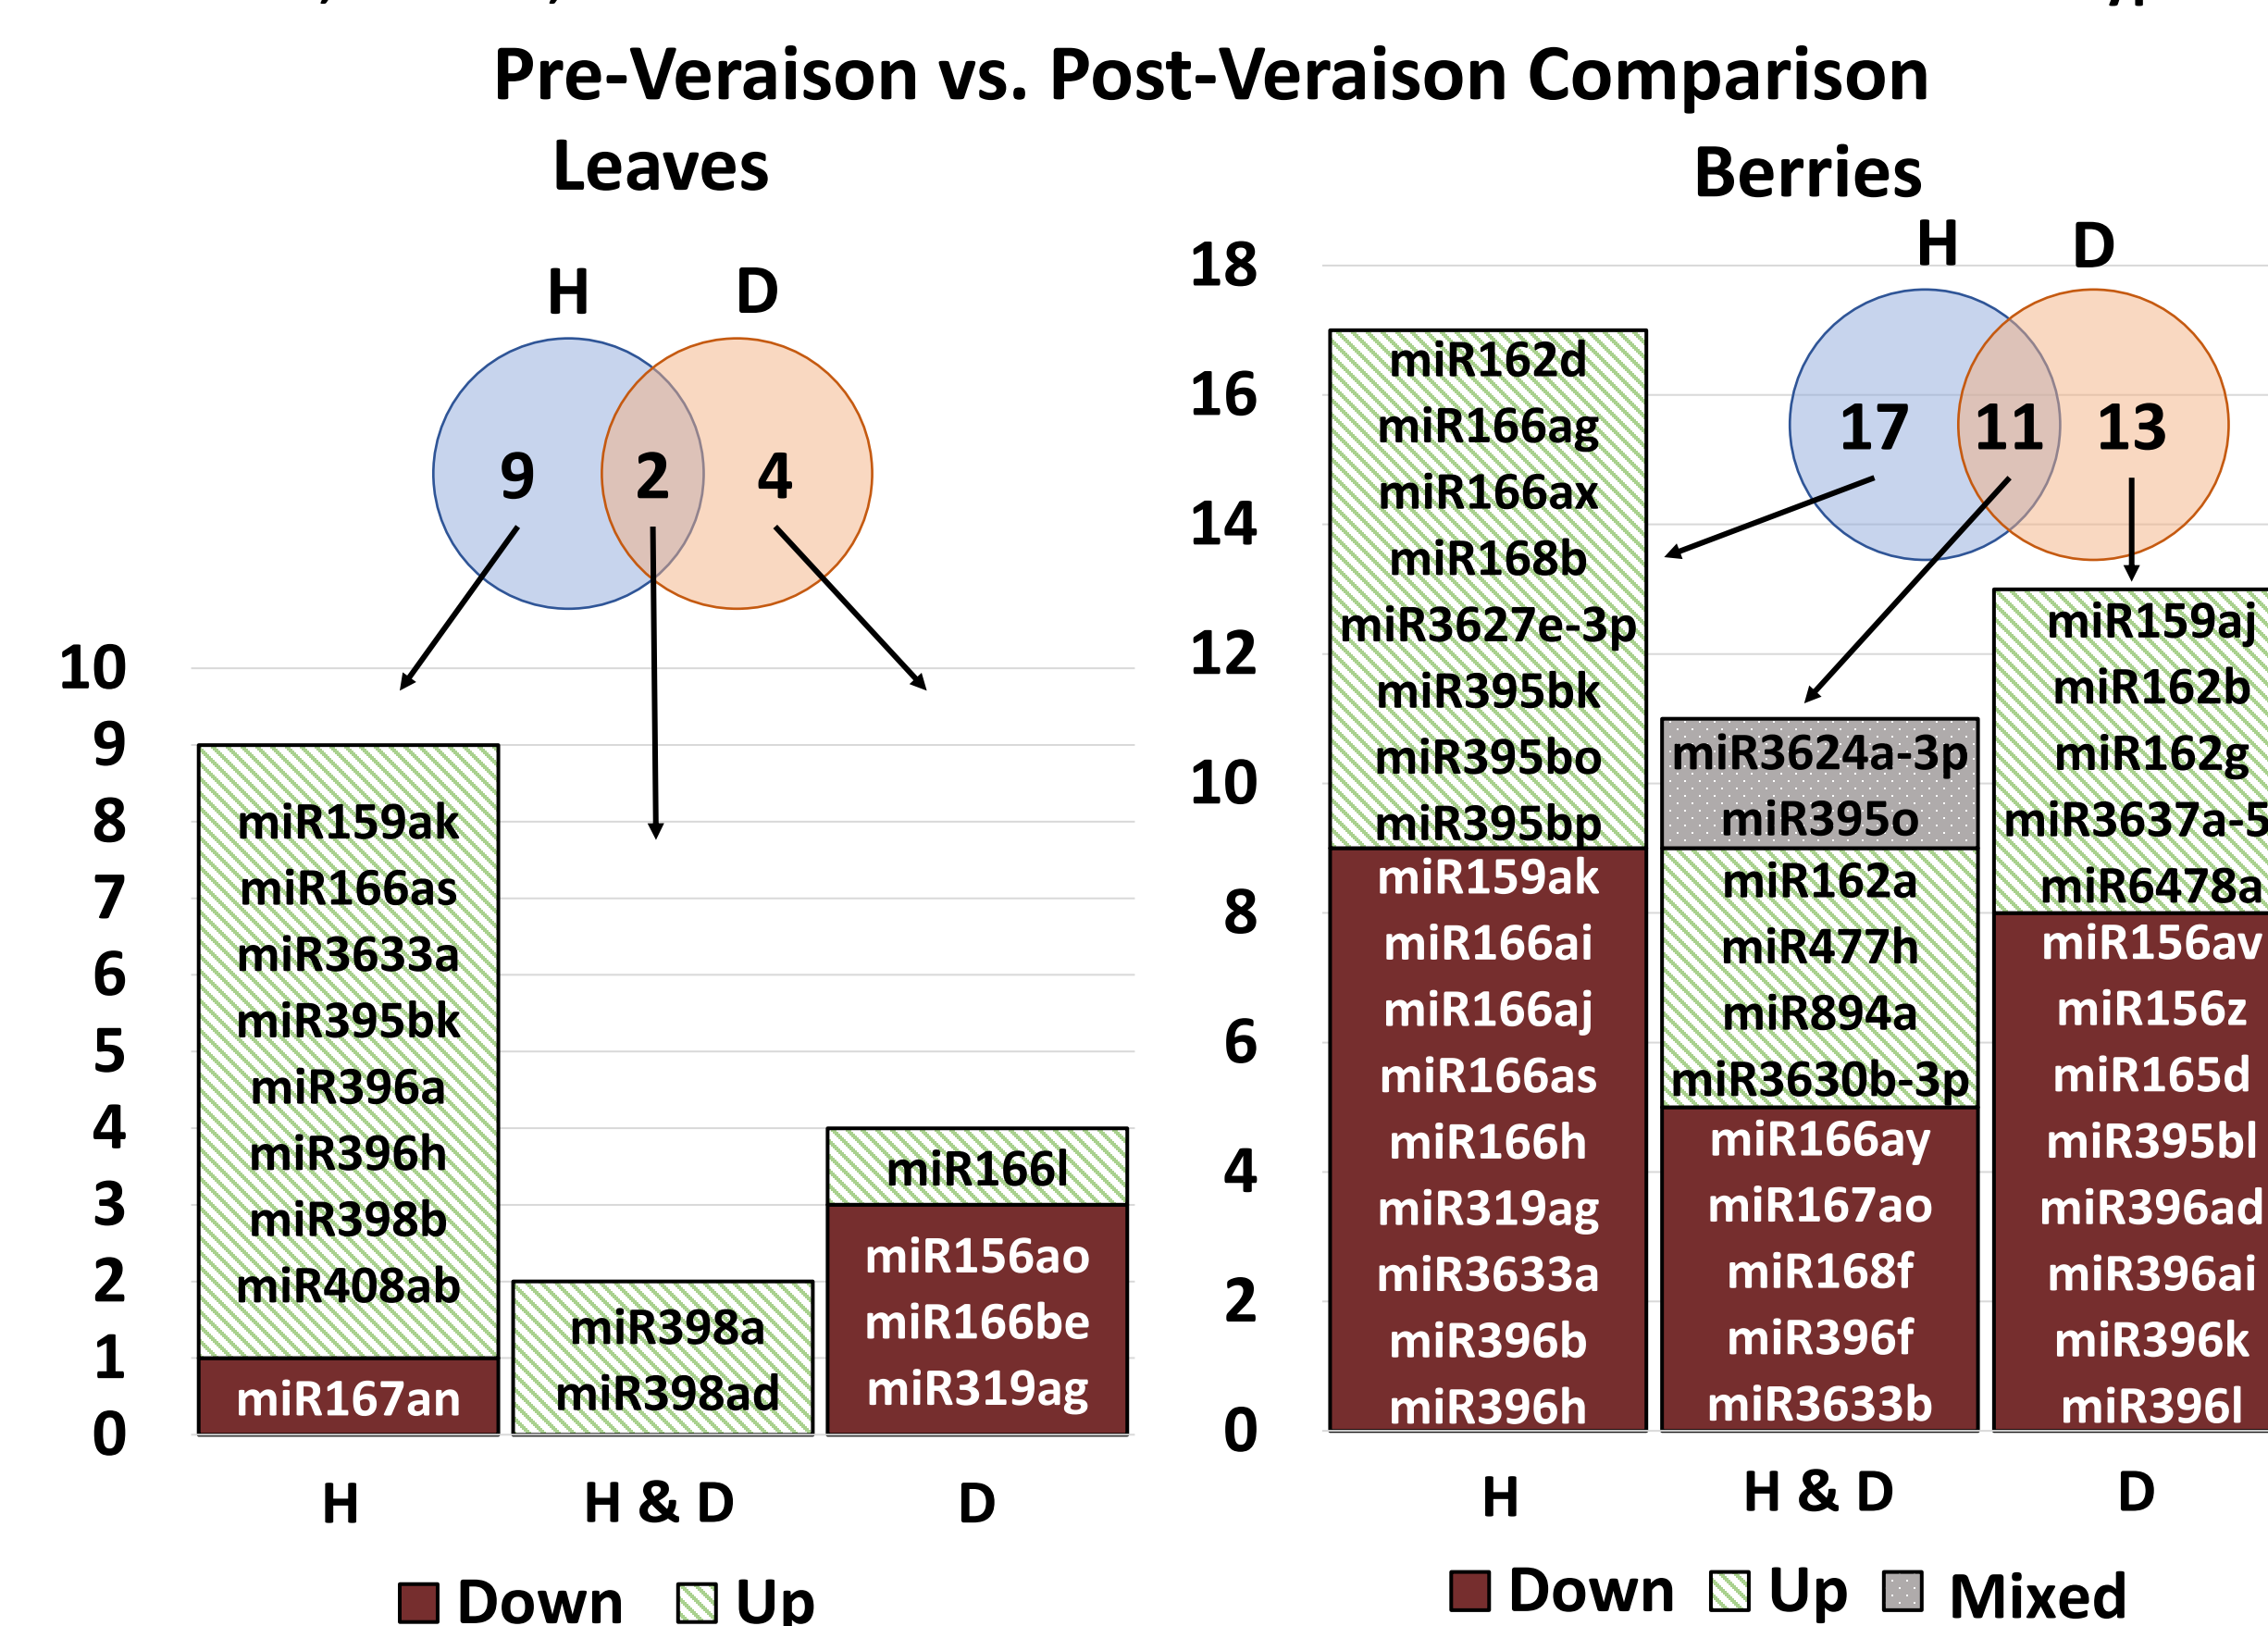 Pre-Veraison vs. Post-Veraison Comparison
Leaves
H D
9 2 4
10
9
8
7
6
5
4
3
2
1
0
miR159ak
miR166as
miR3633a
miR395bk
miR396a
miR396h
miR398b
miR408ab
miR167an
miR398a
miR398ad
miR166l
miR156ao
miR166be
miR319ag
H H & D D
Down Up
Berries
H D
17 11 13
18
16
14
12
10
8
6
4
2
0
miR162d
miR166ag
miR166ax
miR168b
miR3627e-3p
miR395bk
miR395bo
miR395bp
miR159ak
miR166ai
miR166aj
miR166as
miR166h
miR319ag
miR3633a
miR396b
miR396h
miR3624a-3p
miR395o
miR162a
miR477h
miR894a
miR3630b-3p
miR166ay
miR167ao
miR168f
miR396f
miR3633b
miR159aj
miR162b
miR162g
miR3637a-5
miR6478a
miR156av
miR156z
miR165d
miR395bl
miR396ad
miR396ai
miR396k
miR396l
H H & D D
Down Up Mixed